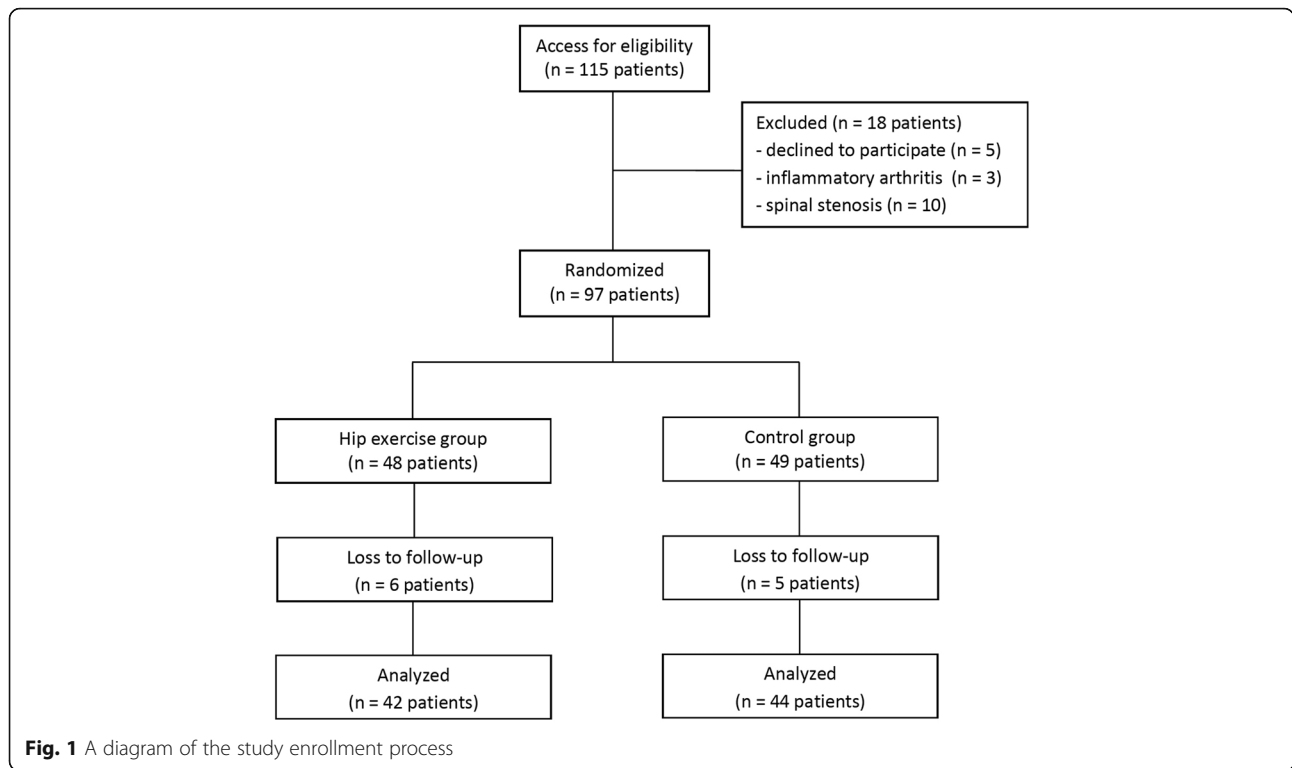 Access for eligibility
(n = 115 patients)
Excluded (n = 18 patients)
- declined to participate (n = 5)
- inflammatory arthritis (n = 3)
- spinal stenosis (n = 10)
Randomized
(n = 97 patients)
Hip exercise group
(n = 48 patients)
Control group
(n = 49 patients)
Loss to follow-up
(n = 6 patients)
Loss to follow-up
(n = 5 patients)
Analyzed
(n = 42 patients)
Analyzed
(n = 44 patients)
Fig. 1 A diagram of the study enrollment process